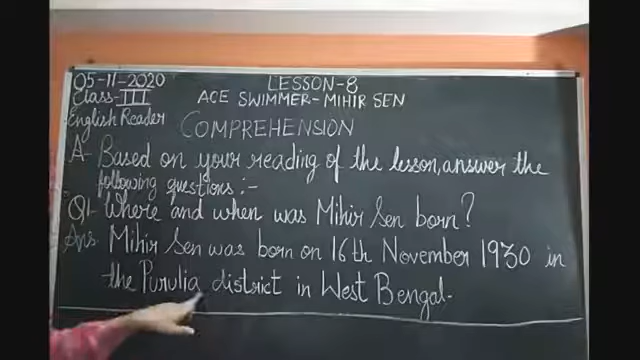 05-11-2020
LESSON-8
Class-III
ACE SWIMMER-MIHIR SEN
English Reader
COMPREHENSION
A- Based on your reading of the lesson, answer the
following questions:-
Q1- Where and when was Mihir Sen born?
Ans- Mihir Sen was born on 16th November 1930 in
the Purulia district in West Bengal.